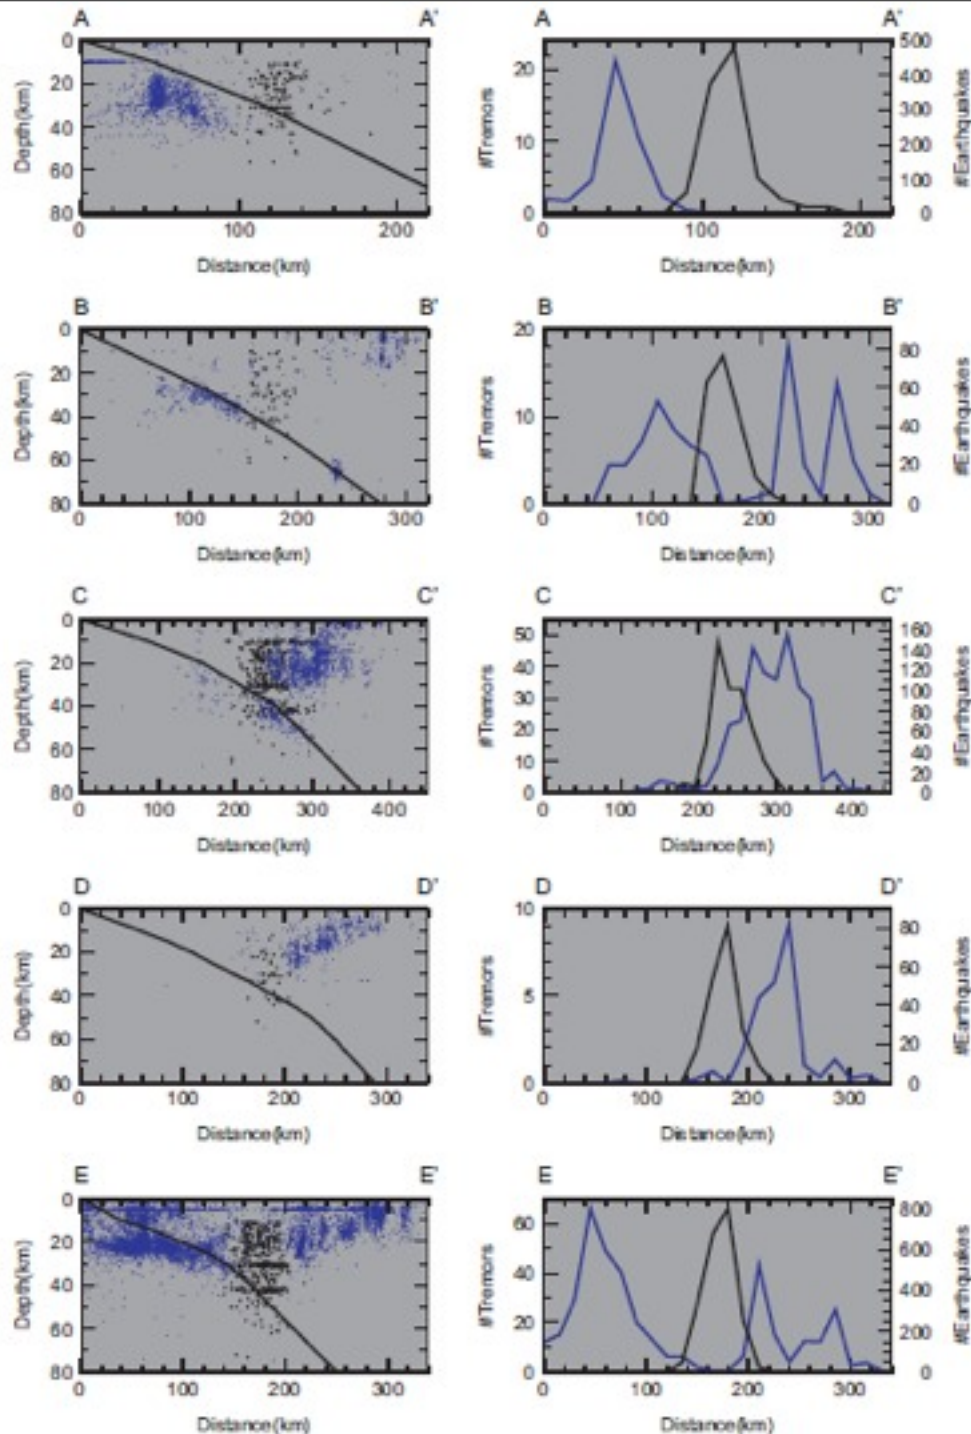 A A' A A'
0 20 40 60 80 Depth(km) 0 100 200 Distance(km)
20 10 0 #Tremors 0 100 200 Distance(km) 500 400 300 200 100 0 #Earthquakes
B B' B B'
0 20 40 60 80 Depth(km) 0 100 200 300 Distance(km)
20 10 0 #Tremors 0 100 200 300 Distance(km) 80 60 40 20 0 #Earthquakes
C C' C C'
0 20 40 60 80 Depth(km) 0 100 200 300 400 Distance(km)
50 40 30 20 10 0 #Tremors 0 100 200 300 400 Distance(km) 160 140 120 100 80 60 40 20 0 #Earthquakes
D D' D D'
0 20 40 60 80 Depth(km) 0 100 200 300 Distance(km)
10 5 0 #Tremors 0 100 200 300 Distance(km) 80 60 40 20 0 #Earthquakes
E E' E E'
0 20 40 60 80 Depth(km) 0 100 200 300 Distance(km)
60 40 20 0 #Tremors 0 100 200 300 Distance(km) 800 600 400 200 0 #Earthquakes